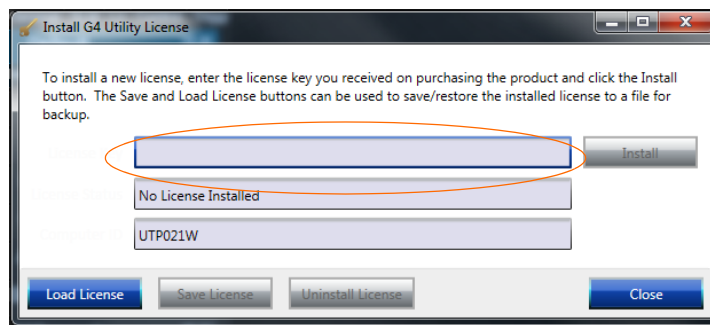 Install G4 Utility License
To install a new license, enter the license key you received on purchasing the product and click the Install
button. The Save and Load License buttons can be used to save/restore the installed license to a file for
backup.
Install
No License Installed
UTP021W
Load License Save License Uninstall License Close